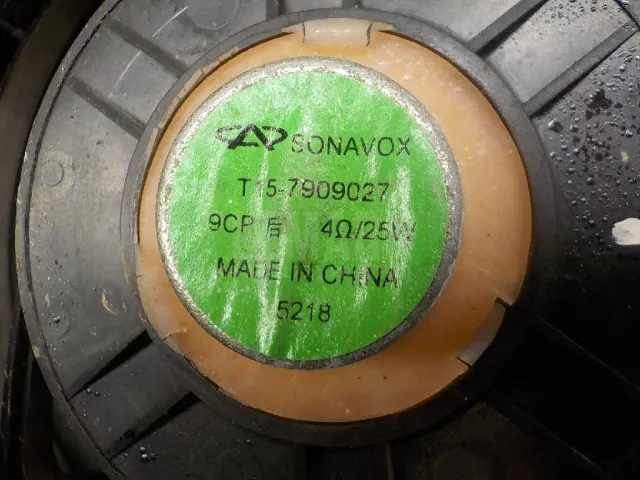 SONAVOX
T15-7909027
9CP 后 4Ω/25W
MADE IN CHINA
5218